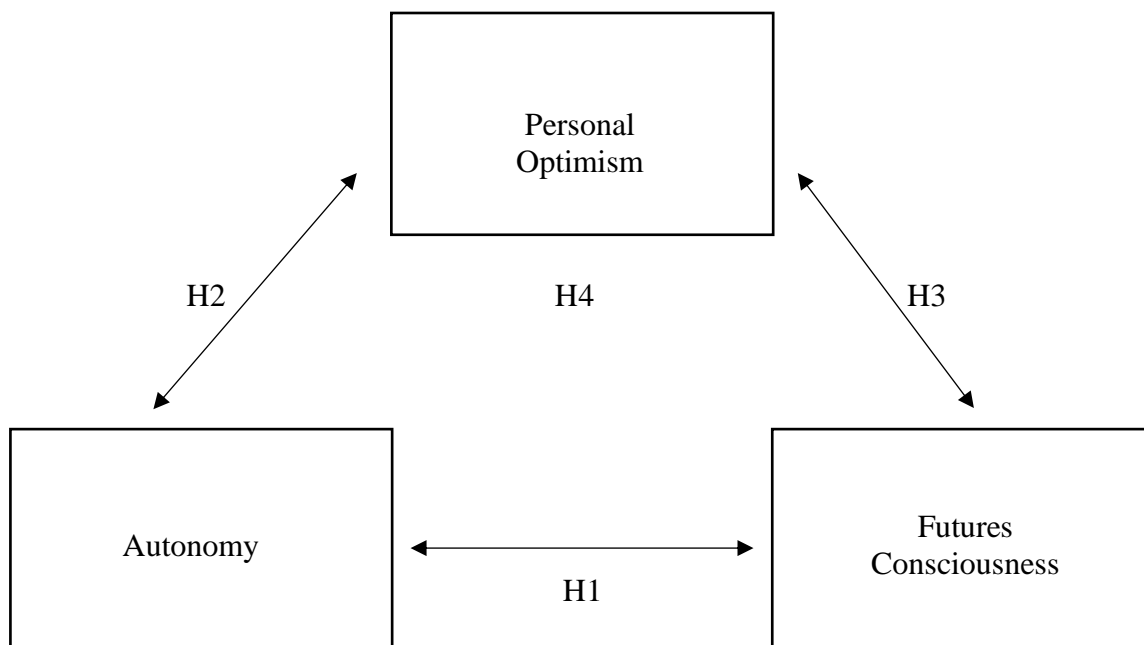 Personal
Optimism
H2
H4
H3
Autonomy
Futures
Consciousness
H1